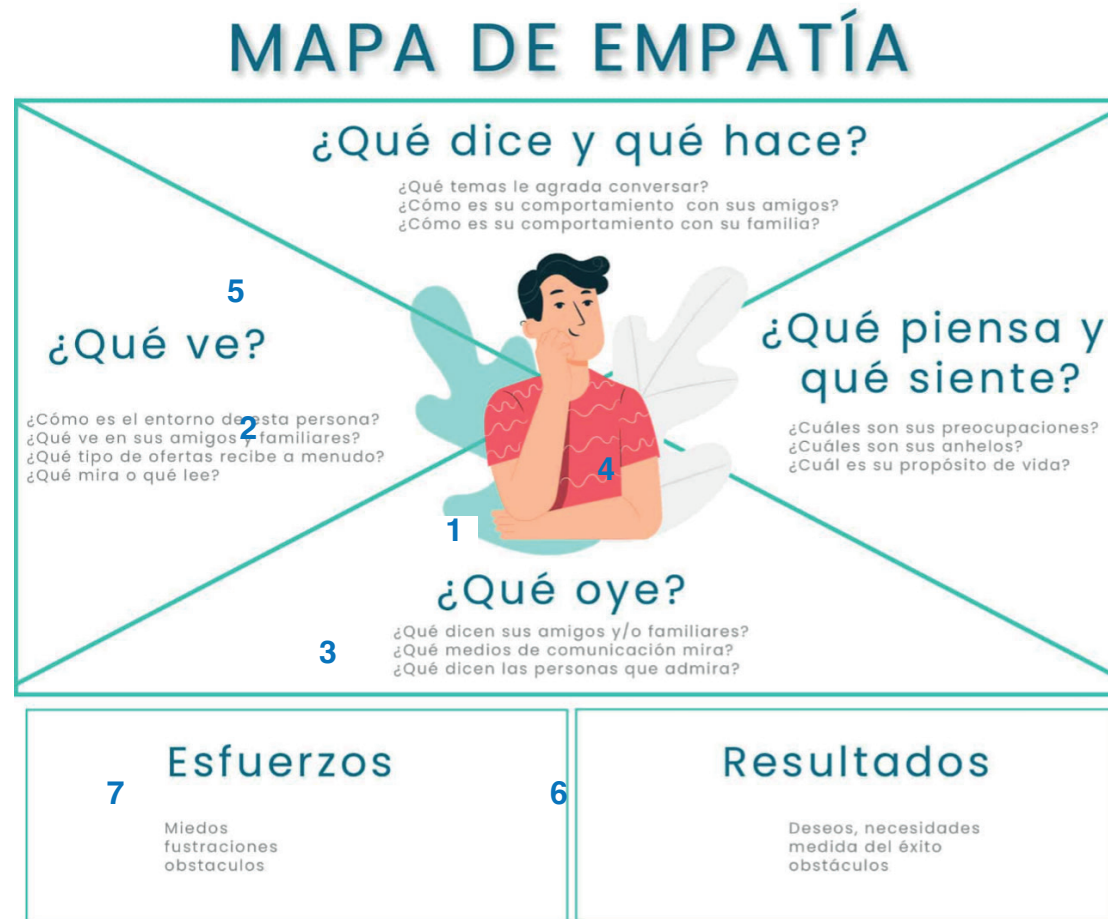 MAPA DE EMPATÍA
¿Qué dice y qué hace?
¿Qué temas le agrada conversar?
¿Cómo es su comportamiento con sus amigos?
¿Cómo es su comportamiento con su familia?
5
¿Qué ve?
¿Cómo es el entorno de esta persona?
2
¿Qué ve en sus amigos y familiares?
¿Qué tipo de ofertas recibe a menudo?
¿Qué mira o qué lee?
¿Qué piensa y
qué siente?
¿Cuáles son sus preocupaciones?
¿Cuáles son sus anhelos?
¿Cuál es su propósito de vida?
4
1
¿Qué oye?
¿Qué dicen sus amigos y/o familiares?
¿Qué medios de comunicación mira?
¿Qué dicen las personas que admira?
3
Esfuerzos
7
Miedos
fustraciones
obstaculos
6
Resultados
Deseos, necesidades
medida del éxito
obstáculos